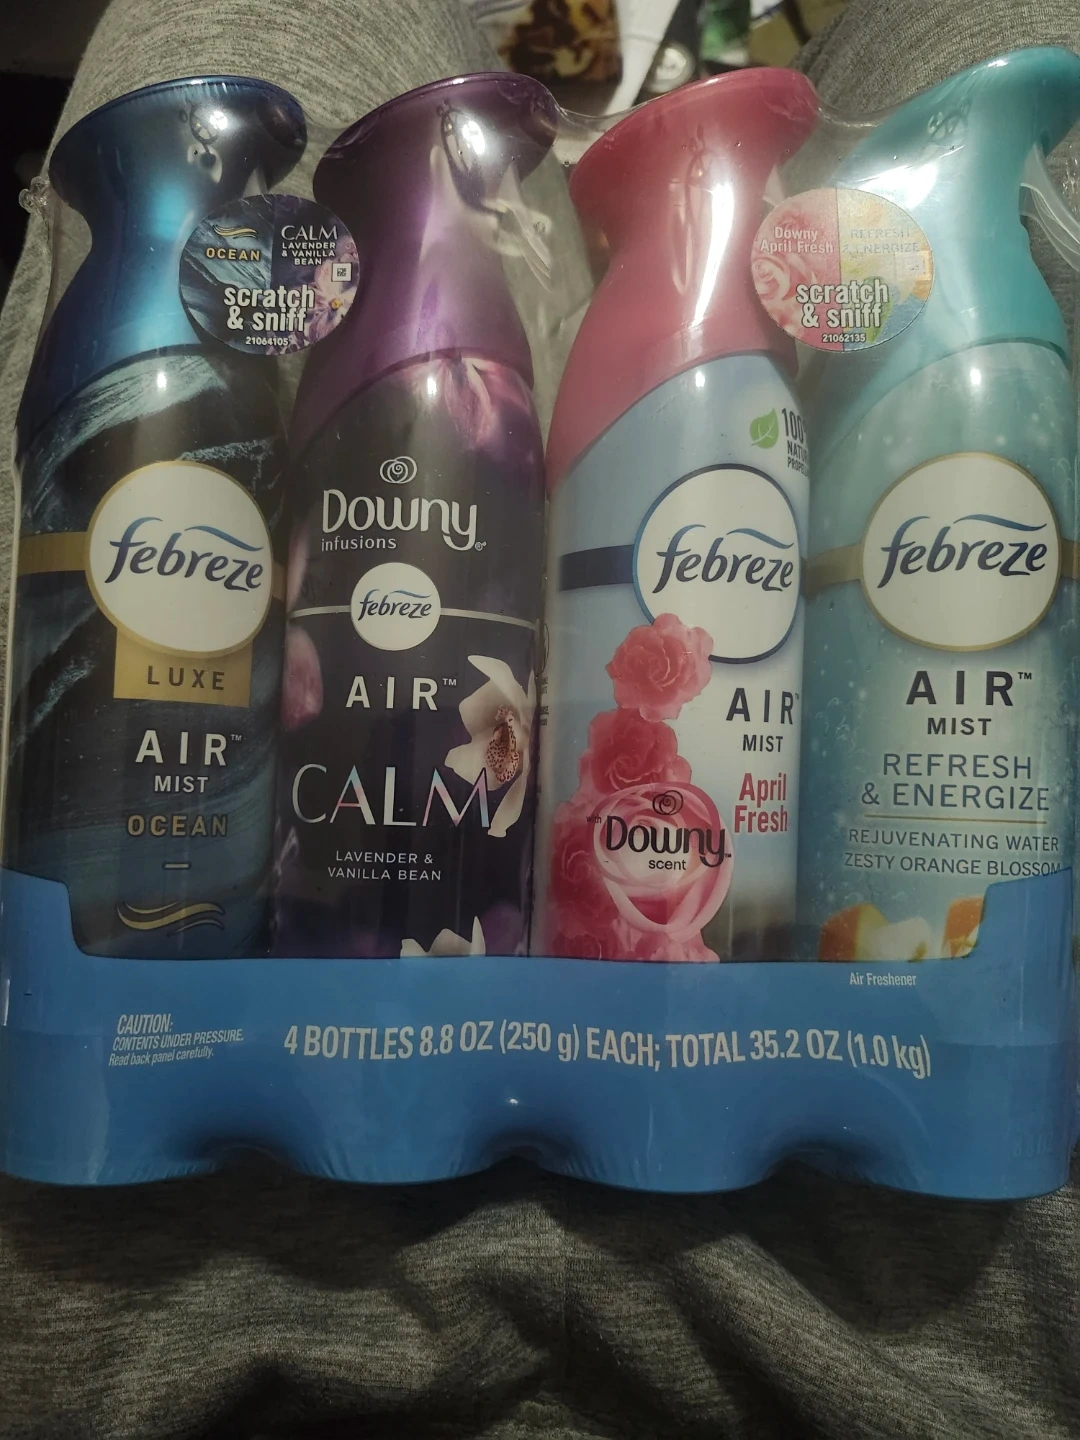 OCEAN
CALM
LAVENDER
& VANILLA
BEAN
scratch
& sniff
21064105
Downy
April Fresh
REFRESH
& ENERGIZE
scratch
& sniff
21062135
febreze
LUXE
AIR™
MIST
OCEAN
Downy
infusions
febreze
AIR™
CALM
LAVENDER &
VANILLA BEAN
100%
febreze
AIR™
MIST
April
Fresh
with
Downy
scent
febreze
AIR™
MIST
REFRESH
& ENERGIZE
REJUVENATING WATER
ZESTY ORANGE BLOSSOM
Air Freshener
CAUTION:
CONTENTS UNDER PRESSURE.
Read back panel carefully.
4 BOTTLES 8.8 OZ (250 g) EACH; TOTAL 35.2 OZ (1.0 kg)